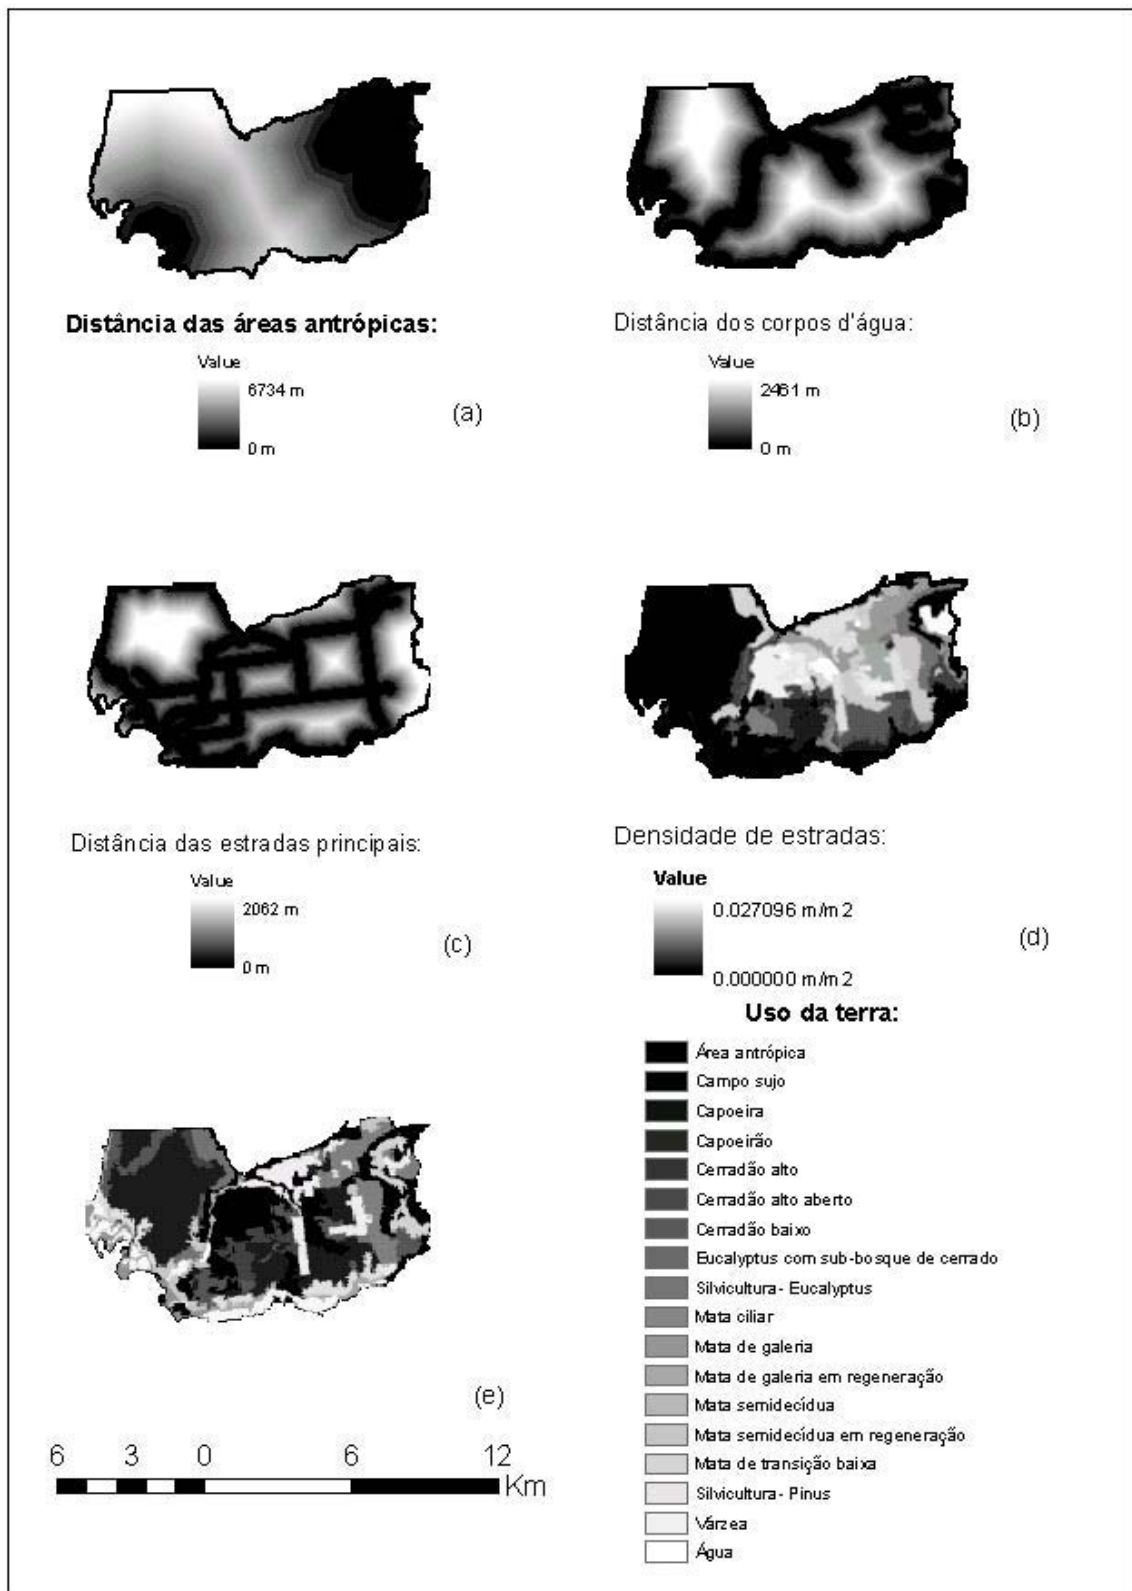 Distância das áreas antrópicas:
Value
6734 m
0 m
(a)
Distância dos corpos d'água:
Value
2461 m
0 m
(b)
Distância das estradas principais:
Value
2062 m
0 m
(c)
Densidade de estradas:
Value
0.027096 m/m2
0.000000 m/m2
(d)
Uso da terra:
Área antrópica
Campo sujo
Capoeira
Capoeirão
Cerradão alto
Cerradão alto aberto
Cerradão baixo
Eucalyptus com sub-bosque de cerrado
Silvicultura- Eucalyptus
Mata ciliar
Mata de galeria
Mata de galeria em regeneração
Mata semidecídua
Mata semidecídua em regeneração
Mata de transição baixa
Silvicultura- Pinus
Várzea
Água
(e)
6 3 0 6 12
Km